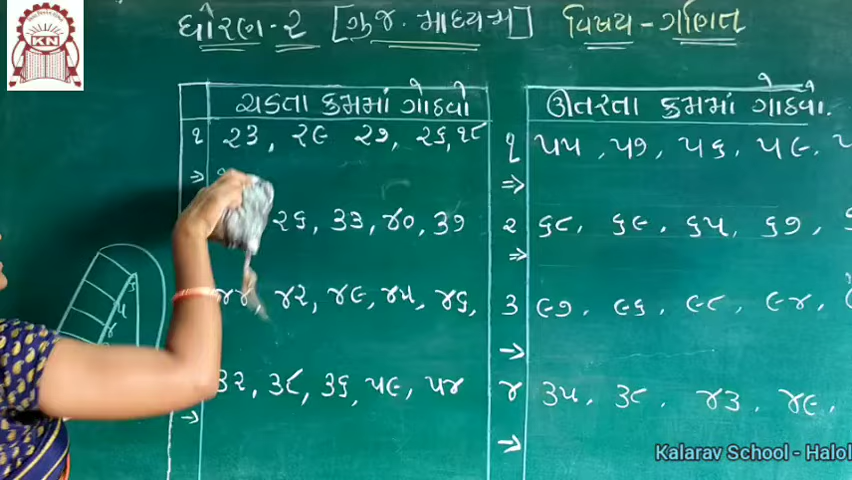 ધોરણ-૨ [ગુજ. માધ્યમ] વિષય - ગણિત
KN
ચડતા ક્રમમાં ગોઠવો
ઊતરતા ક્રમમાં ગોઠવો.
૧ ૨૩, ૨૯ ૨૭, ૨૬, ૧૮
⇒
૨૬, ૩૩, ૪૦, ૩૭
૪૪, ૪૨, ૪૯, ૪૫, ૪૬,
૩૨, ૩૮, ૩૬, ૫૯, ૫૪
→
૧ ૫૫, ૫૭, ૫૬, ૫૯,
⇒
૨ ૬૮, ૬૯, ૬૫, ૬૭,
⇒
૩ ૯૭, ૯૬, ૯૮, ૯૪,
→
૪ ૩૫, ૩૮, ૪૩, ૪૯,
→
Kalarav School - Halol